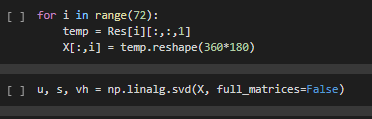 [ ] for i in range(72):
temp = Res[i][:,:,1]
X[:,i] = temp.reshape(360*180)
[ ] u, s, vh = np.linalg.svd(X, full_matrices=False)